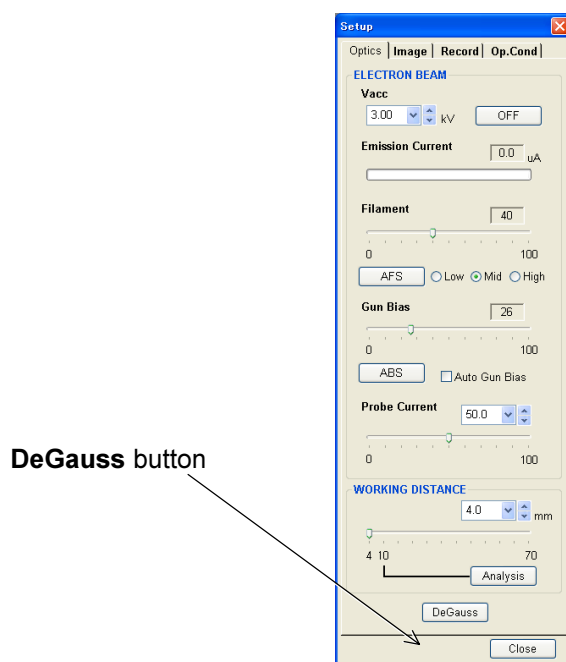 Setup
Optics Image Record Op.Cond
ELECTRON BEAM
Vacc
3.00 kV OFF
Emission Current 0.0 uA
Filament 40
0 100
AFS Low Mid High
Gun Bias 26
0 100
ABS Auto Gun Bias
Probe Current 50.0
0 100
DeGauss button
WORKING DISTANCE
4.0 mm
4 10 70
Analysis
DeGauss
Close